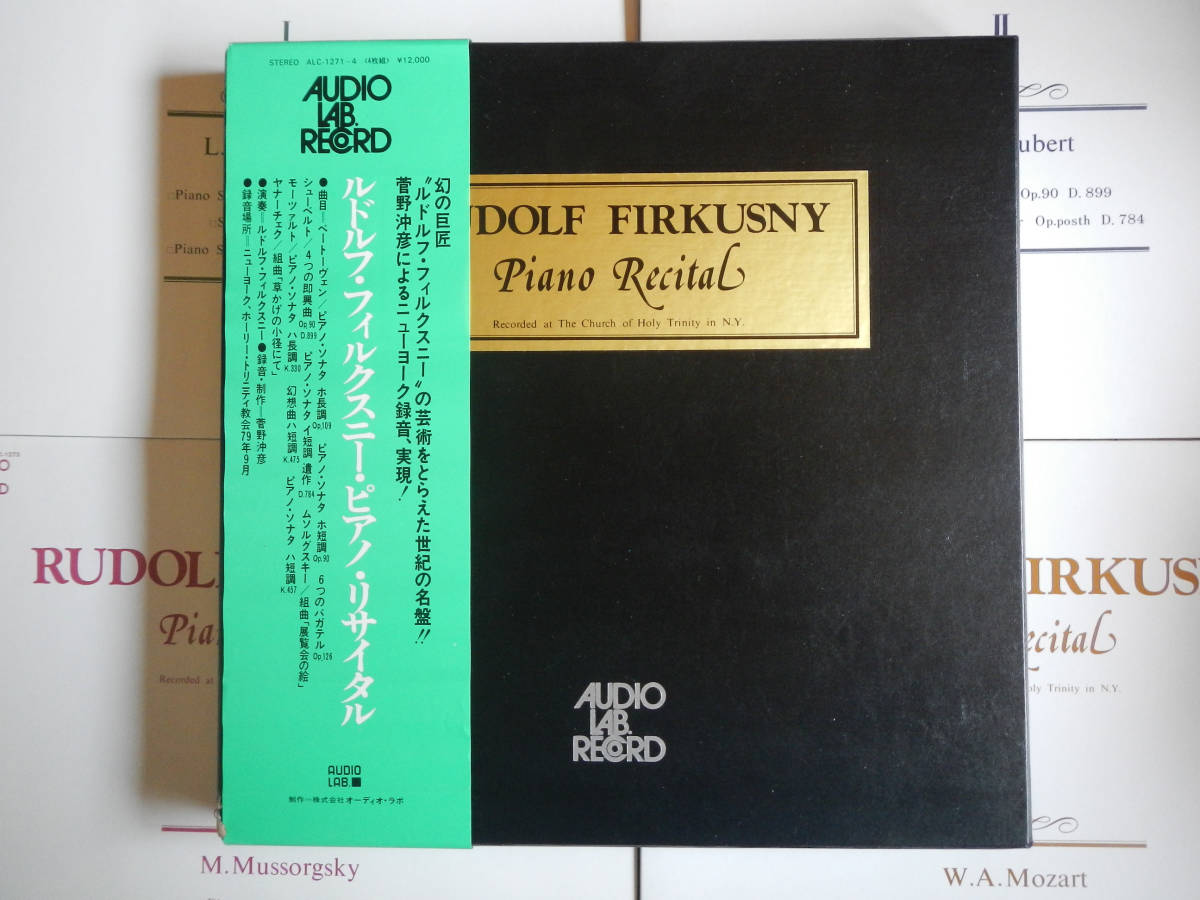 STEREO ALC-1271-4 (4枚組) ¥12,000
AUDIO
LAB.
RECORD
幻の巨匠
"ルドルフ・フィルクスニー"の芸術をとらえた世紀の名盤!!
菅野沖彦によるニューヨーク録音、実現!
ルドルフ・フィルクスニー・ピアノ・リサイタル
●曲目=ベートーヴェン/ピアノ・ソナタ ホ長調Op.109 ピアノ・ソナタ ホ短調Op.90 6つのバガテルOp.126
シューベルト/4つの即興曲Op.90 D.899 ピアノ・ソナタ イ短調 遺作D.784 ムソルグスキー/組曲「展覧会の絵」
モーツァルト/ピアノ・ソナタ ハ長調K.330 幻想曲ハ短調K.475 ピアノ・ソナタ ハ短調K.457
ヤナーチェク/組曲「草かげの小径にて」
●演奏=ルドルフ・フィルクスニー ●録音・制作=菅野沖彦
●録音場所=ニューヨーク、ホーリー・トリニティ教会79年9月
AUDIO
LAB.
制作—株式会社オーディオ・ラボ
UDOLF FIRKUSNY
Piano Recital
Recorded at The Church of Holy Trinity in N.Y.
AUDIO
LAB.
RECORD
I
L.
□Piano S
□S
□Piano S
II
ubert
Op.90 D.899
Op.posth D.784
RUDOL
Pia
Recorded at
M.Mussorgsky
IRKUSN
ecital
oly Trinity in N.Y.
W.A.Mozart